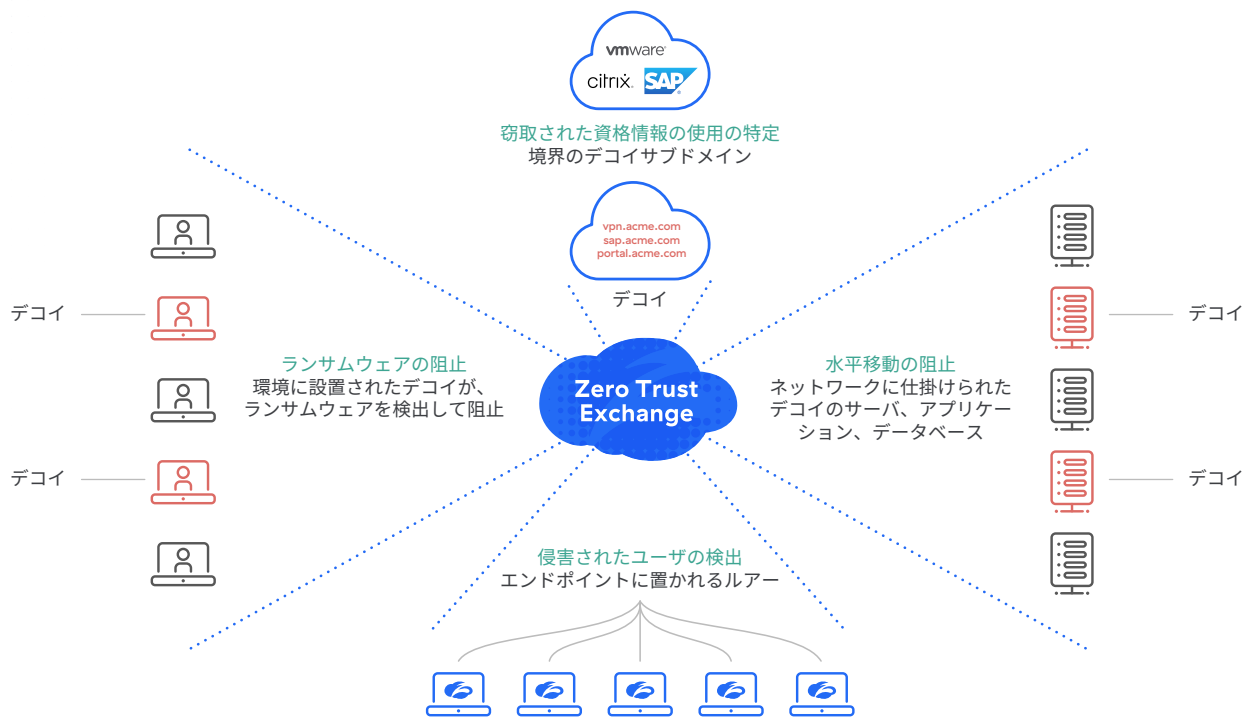 vmware
citrix
SAP
窃取された資格情報の使用の特定
境界のデコイサブドメイン
vpn.acme.com
sap.acme.com
portal.acme.com
デコイ
デコイ
デコイ
ランサムウェアの阻止
環境に設置されたデコイが、
ランサムウェアを検出して阻止
Zero Trust
Exchange
水平移動の阻止
ネットワークに仕掛けられた
デコイのサーバ、アプリケー
ション、データベース
デコイ
デコイ
侵害されたユーザの検出
エンドポイントに置かれるルアー